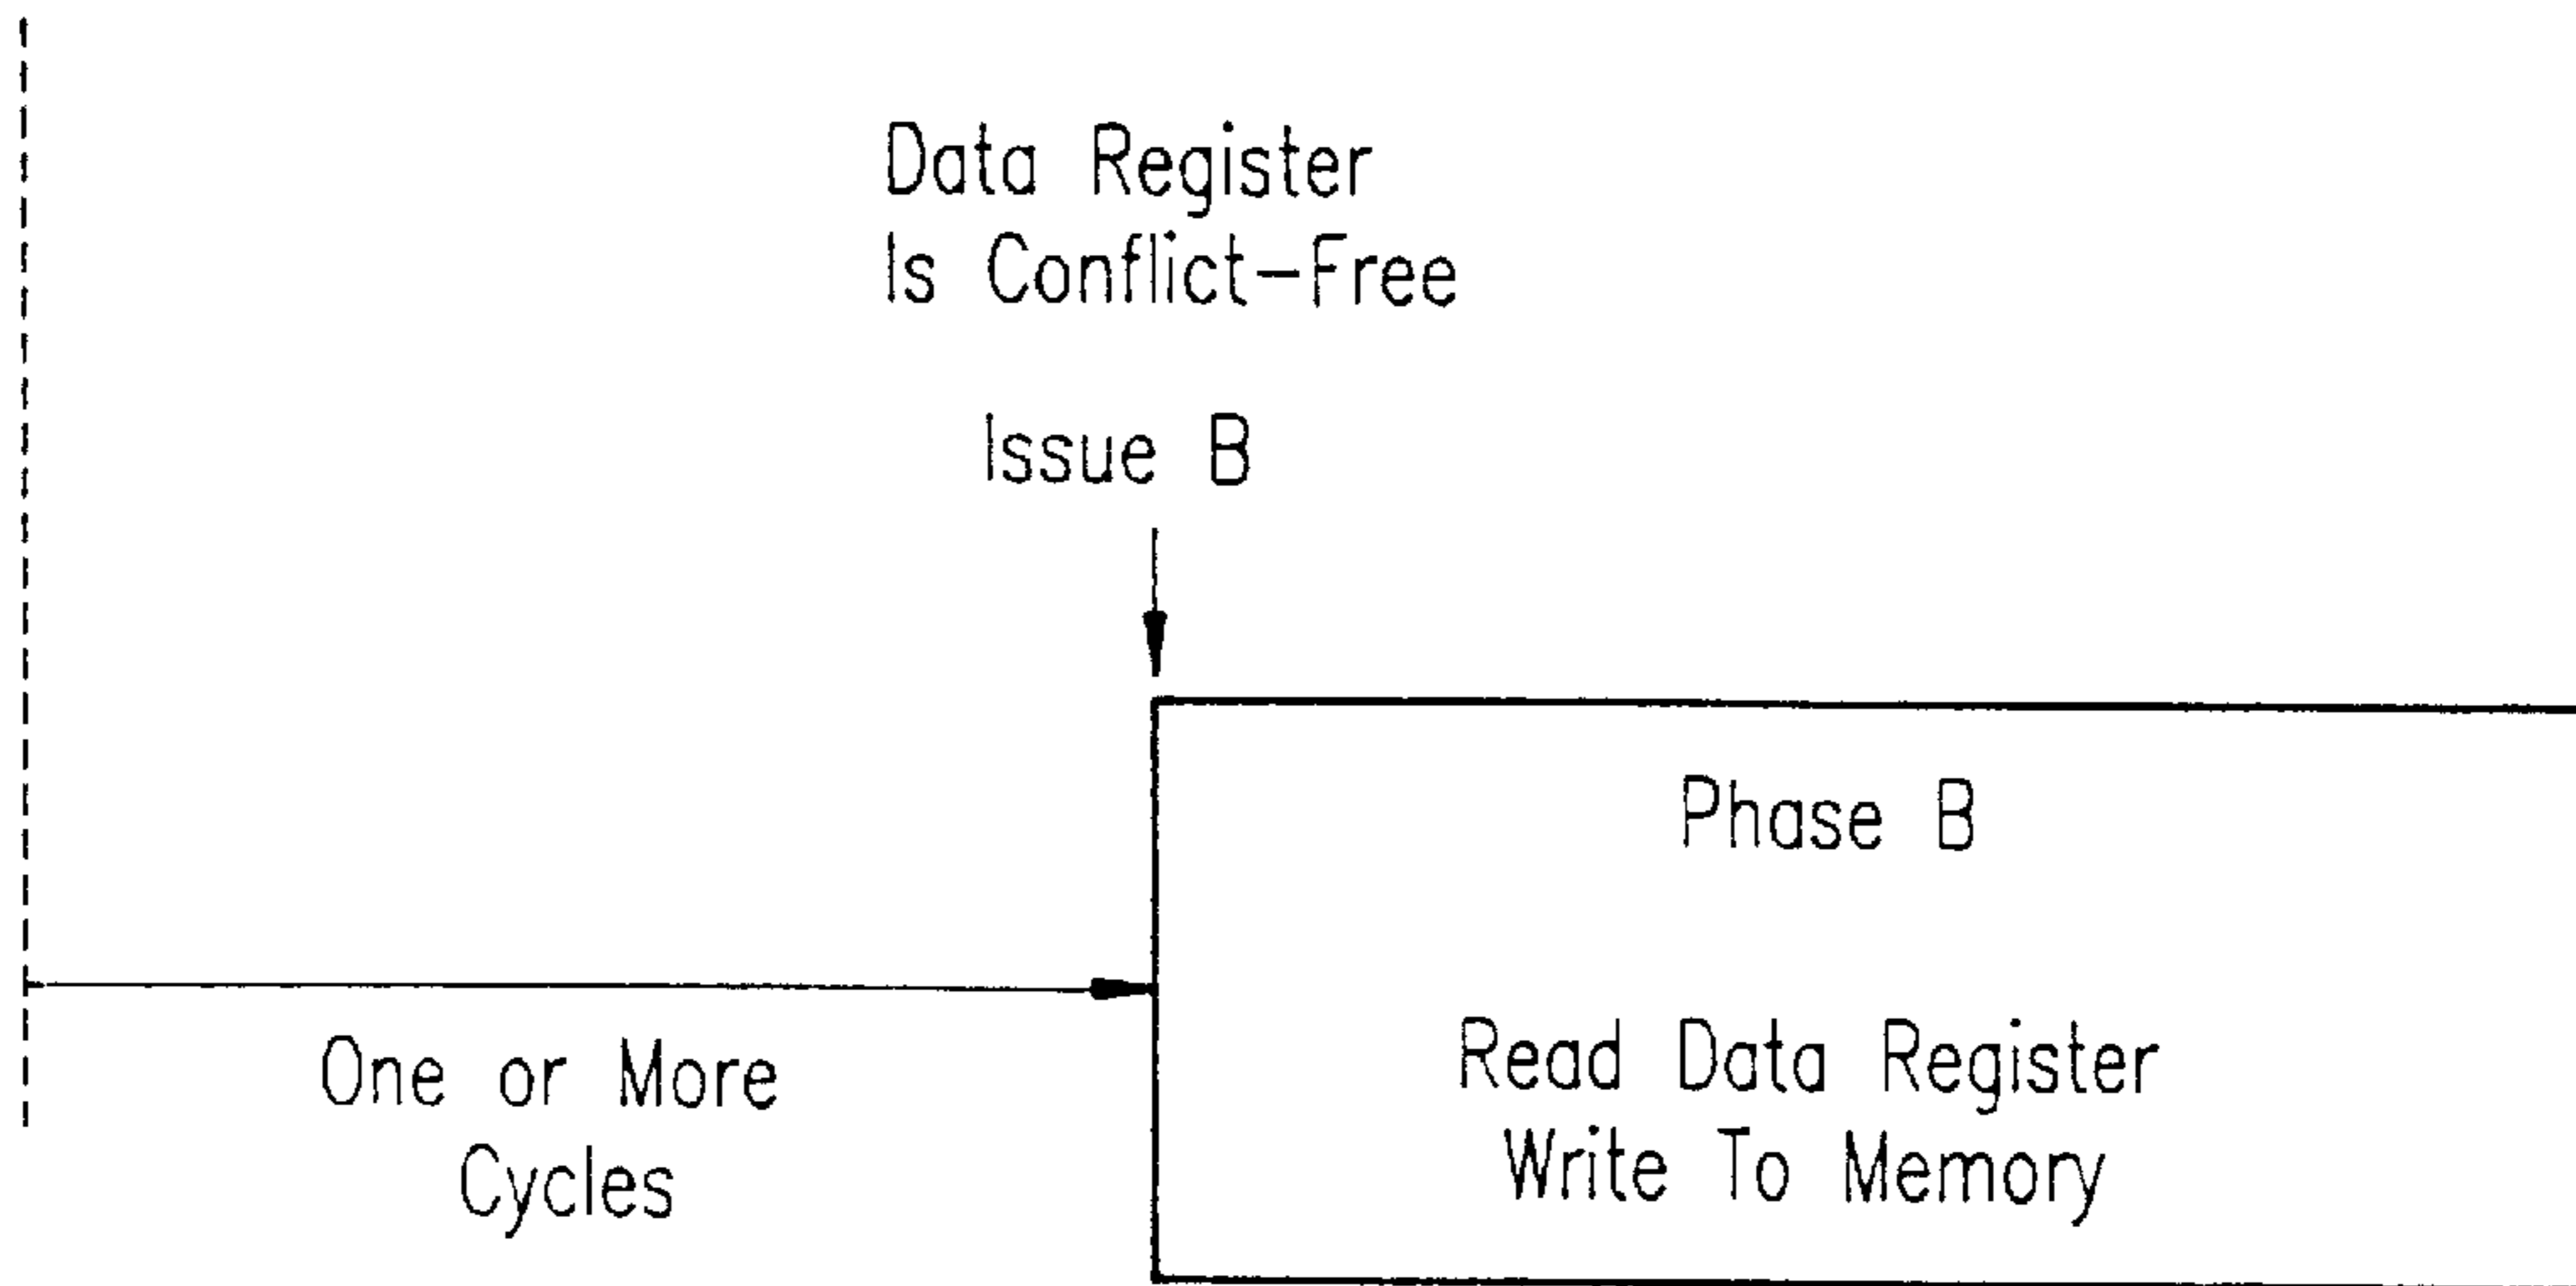 Data Register
Is Conflict-Free
Issue B
Phase B
One or More
Cycles
Read Data Register
Write To Memory